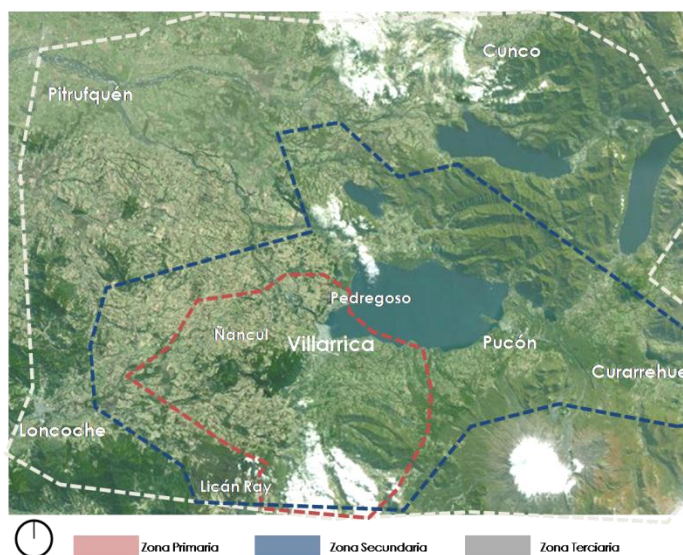 Cunco
Pitrufquén
Pedregoso
Ñancul
Villarrica
Pucón
Curarrehue
Loncoche
Licán Ray
Zona Primaria
Zona Secundaria
Zona Terciaria